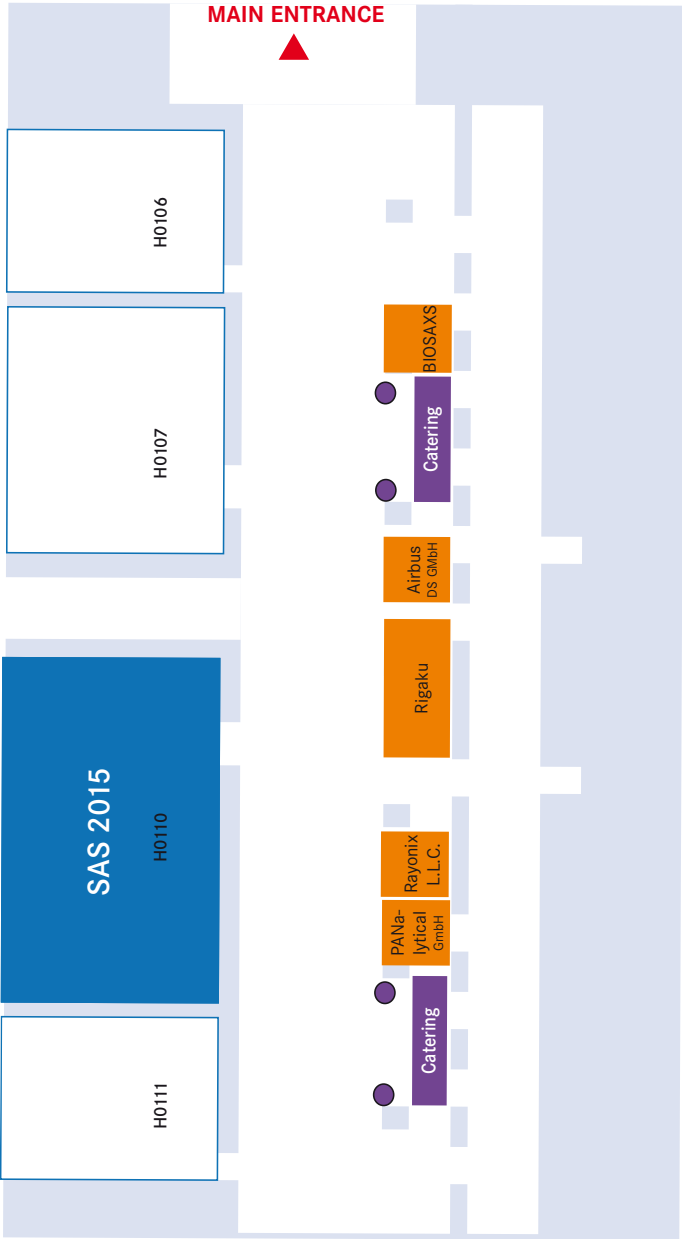 MAIN ENTRANCE
H0106
H0107
SAS 2015
H0110
H0111
BIOSAXS
Catering
Airbus
DS GMbH
Rigaku
Rayonix
L.L.C.
PANa-
lytical
GmbH
Catering